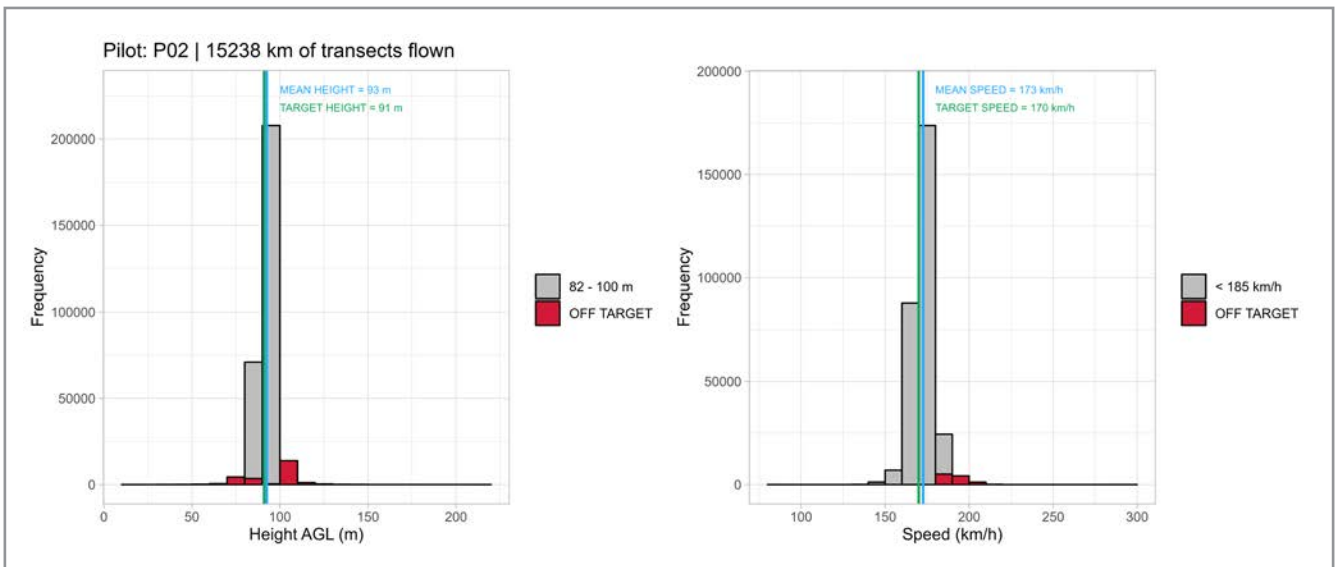 Pilot: P02 | 15238 km of transects flown
MEAN HEIGHT = 93 m
TARGET HEIGHT = 91 m
200000
150000
100000
50000
0
Frequency
0 50 100 150 200
Height AGL (m)
82 - 100 m
OFF TARGET
MEAN SPEED = 173 km/h
TARGET SPEED = 170 km/h
200000
150000
100000
50000
0
Frequency
100 150 200 250 300
Speed (km/h)
< 185 km/h
OFF TARGET